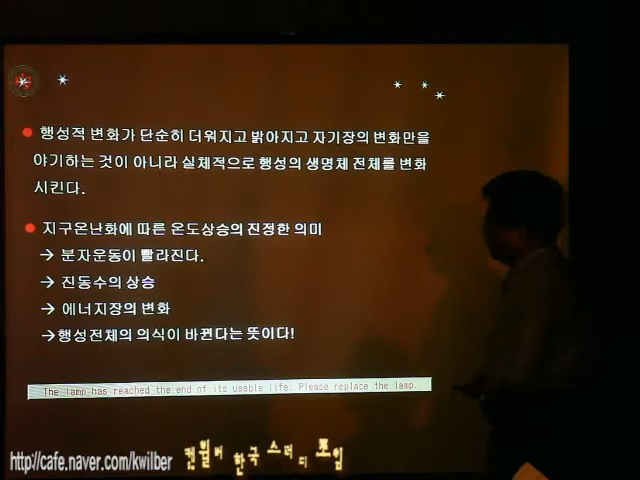 행성적 변화가 단순히 더워지고 밝아지고 자기장의 변화만을
야기하는 것이 아니라 실체적으로 행성의 생명체 전체를 변화
시킨다.
지구온난화에 따른 온도상승의 진정한 의미
→ 분자운동이 빨라진다.
→ 진동수의 상승
→ 에너지장의 변화
→행성전체의 의식이 바뀐다는 뜻이다!
The lamp has reached the end of its usable life. Please replace the lamp.
http://cafe.naver.com/kwilber 켄윌버 한국 스터디 모임